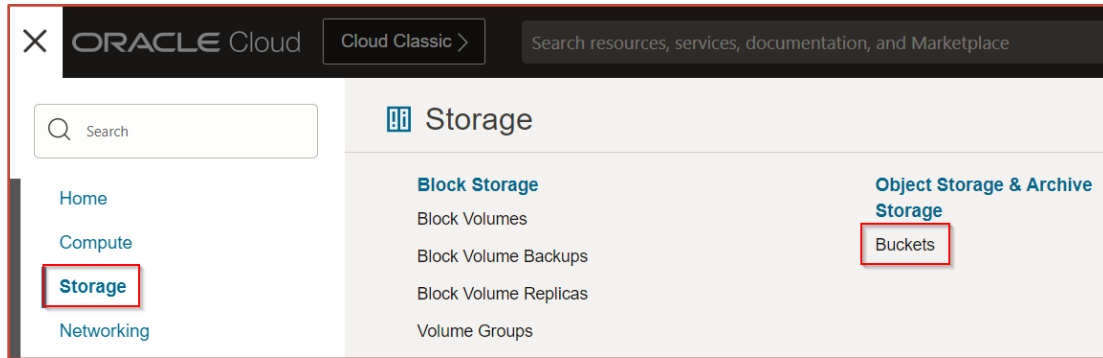 ORACLE Cloud
Cloud Classic >
Search resources, services, documentation, and Marketplace
Search
Home
Compute
Storage
Networking
Storage
Block Storage
Block Volumes
Block Volume Backups
Block Volume Replicas
Volume Groups
Object Storage & Archive
Storage
Buckets